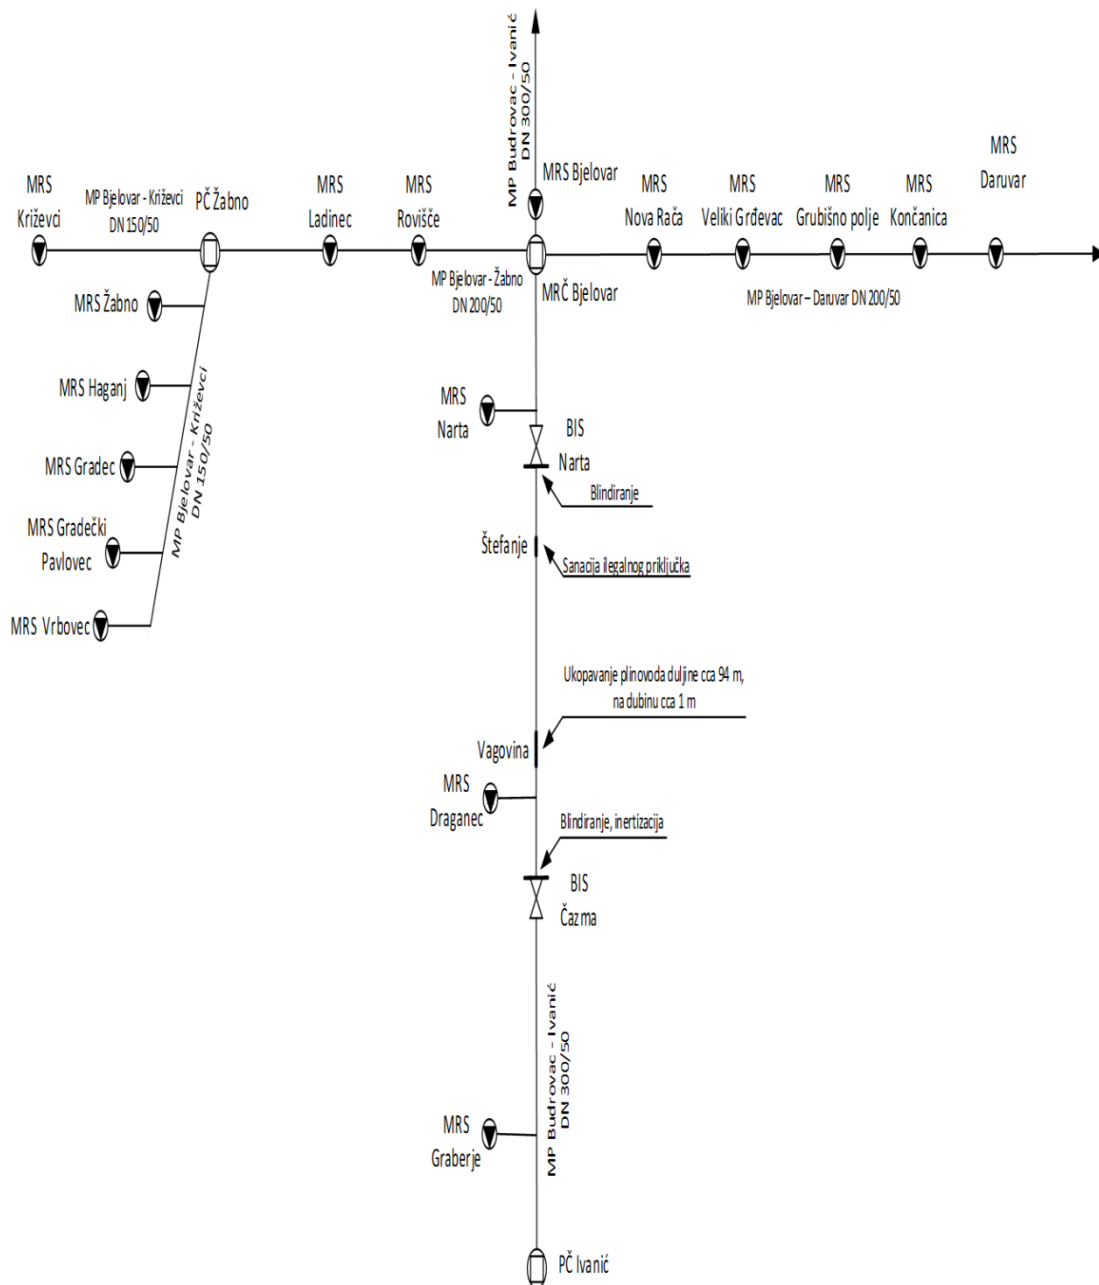 MP Budrovac - Ivanić
DN 300/50
MRS
Križevci
MP Bjelovar - Križevci
DN 150/50
PČ Žabno
MRS
Ladinec
MRS
Rovišće
MRS Bjelovar
MRS
Nova Rača
MRS
Veliki Grđevac
MRS
Grubišno polje
MRS
Končanica
MRS
Daruvar
MP Bjelovar - Žabno
DN 200/50
MRČ Bjelovar
MP Bjelovar – Daruvar DN 200/50
MRS Žabno
MRS Haganj
MRS Gradec
MRS Gradečki
Pavlovec
MRS Vrbovec
MP Bjelovar - Križevci
DN 150/50
MRS
Narta
BIS
Narta
Blindiranje
Štefanje
Sanacija ilegalnog priključka
Ukopavanje plinovoda duljine cca 94 m,
na dubinu cca 1 m
Vagovina
MRS
Draganec
Blindiranje, inertizacija
BIS
Čazma
MP Budrovac - Ivanić
DN 300/50
MRS
Graberje
PČ Ivanić